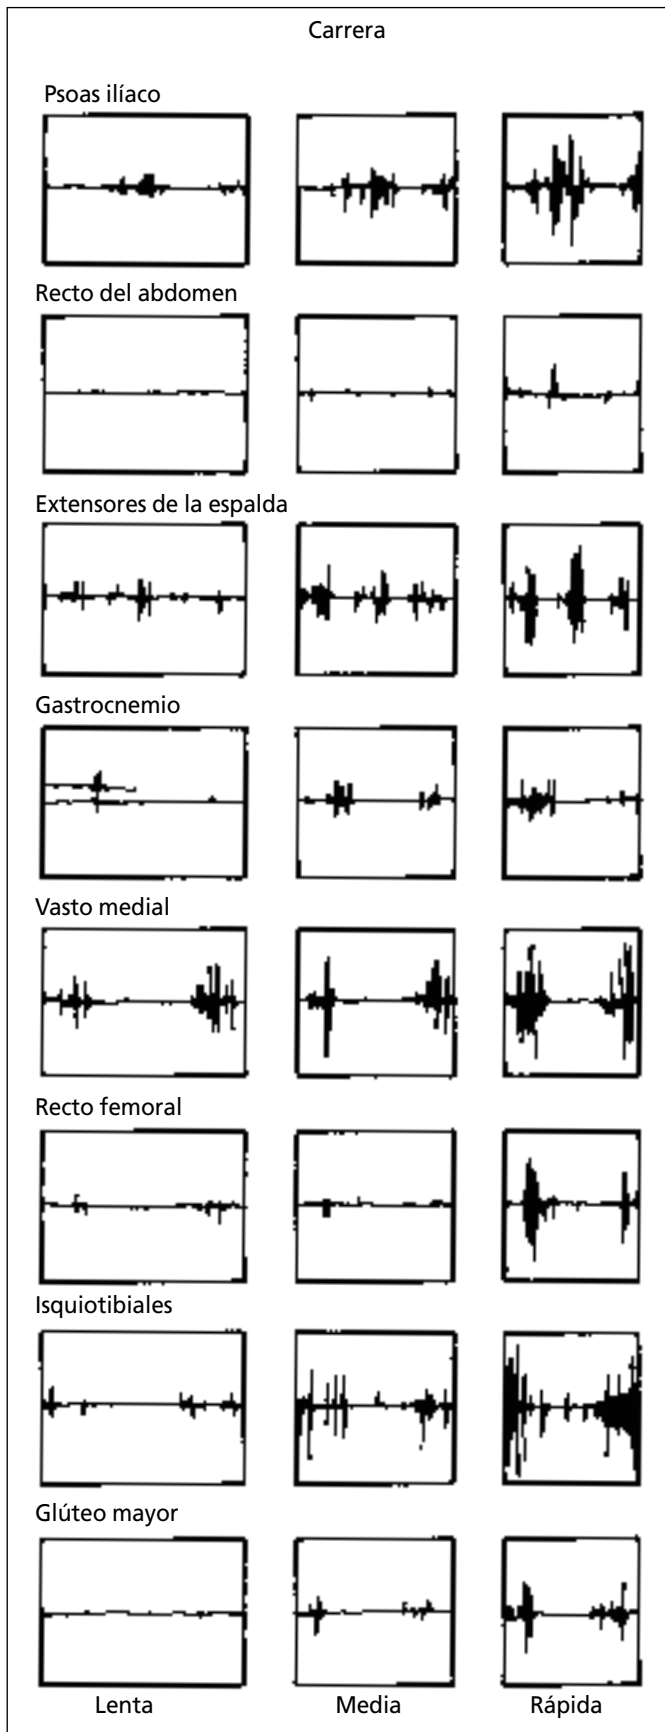 Carrera
Psoas ilíaco
Recto del abdomen
Extensores de la espalda
Gastrocnemio
Vasto medial
Recto femoral
Isquiotibiales
Glúteo mayor
Lenta Media Rápida